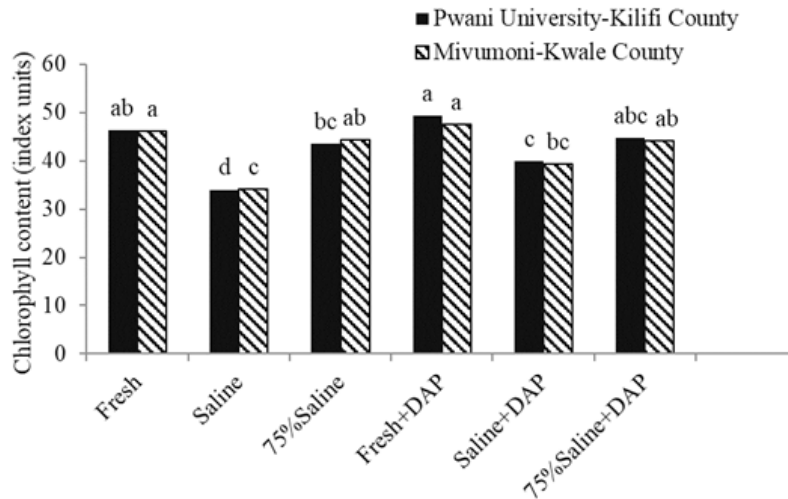 Pwani University-Kilifi County
Mivumoni-Kwale County
Chlorophyll content (index units)
60
50
40
30
20
10
0
ab a
d c
bc ab
a a
c bc
abc ab
Fresh
Saline
75%Saline
Fresh+DAP
Saline+DAP
75%Saline+DAP